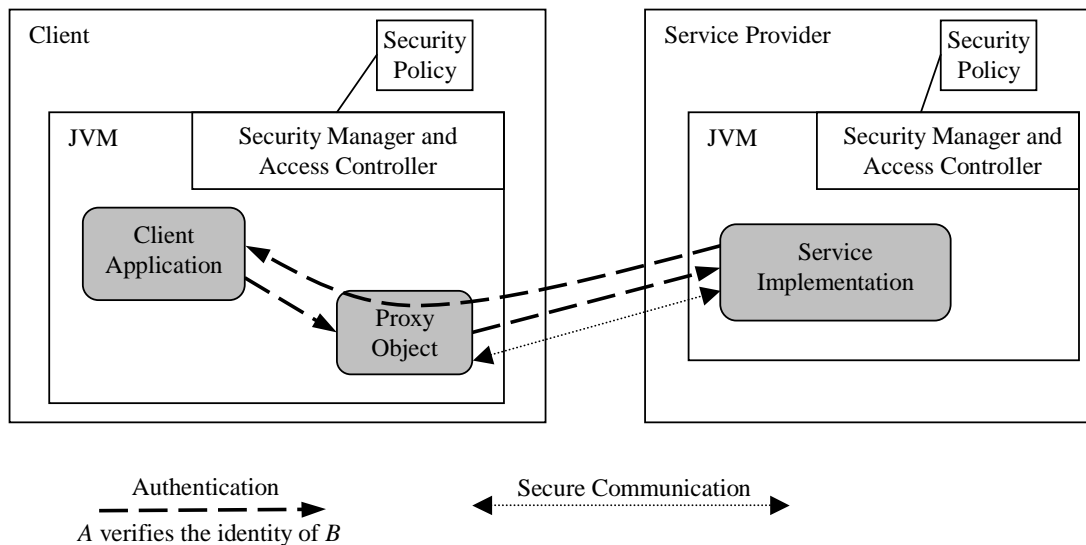 Client
Security
Policy
JVM
Security Manager and
Access Controller
Client
Application
Proxy
Object
Service Provider
Security
Policy
JVM
Security Manager and
Access Controller
Service
Implementation
Authentication
A verifies the identity of B
Secure Communication